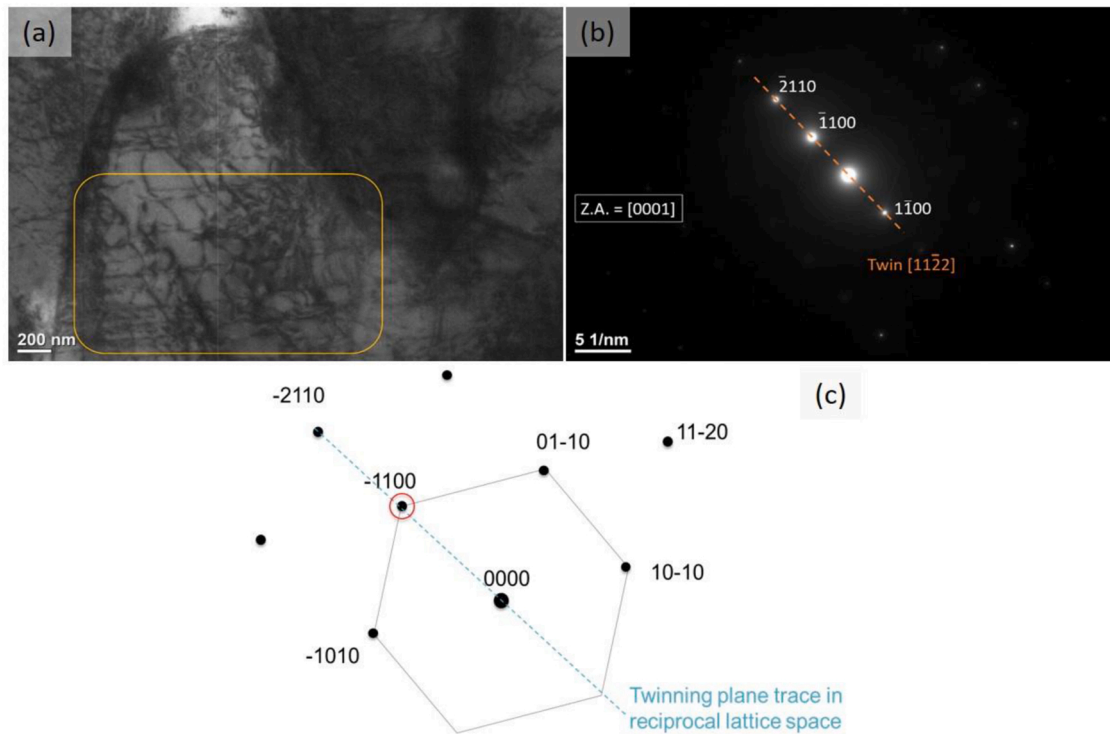 (a)
200 nm
(b)
2̅110
1̅100
Z.A. = [0001]
11̅00
Twin [112̅2]
5 1/nm
(c)
-2110
01-10
11-20
-1100
0000
10-10
-1010
Twinning plane trace in
reciprocal lattice space